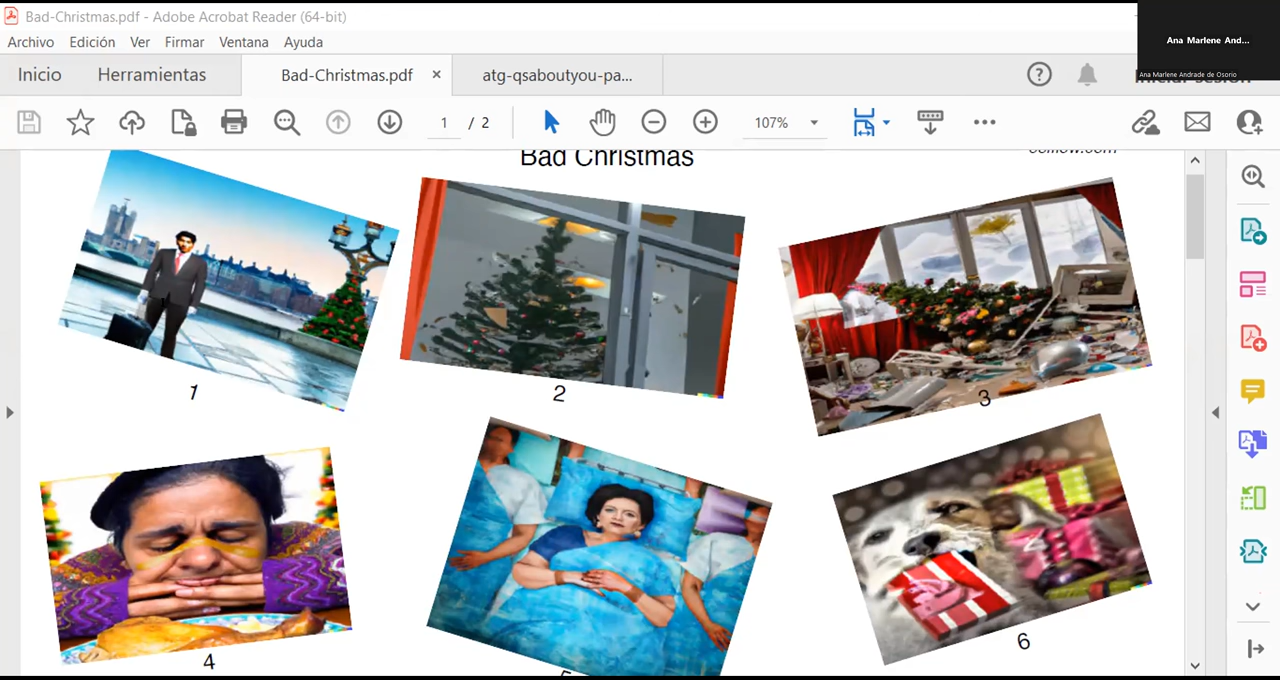 Bad-Christmas.pdf - Adobe Acrobat Reader (64-bit)
Archivo Edición Ver Firmar Ventana Ayuda
Ana Marlene And...
Ana Marlene Andrade de Osorio
Inicio Herramientas Bad-Christmas.pdf × atg-qsaboutyou-pa...
1 / 2 107%
Bad Christmas
1
2
3
4
5
6